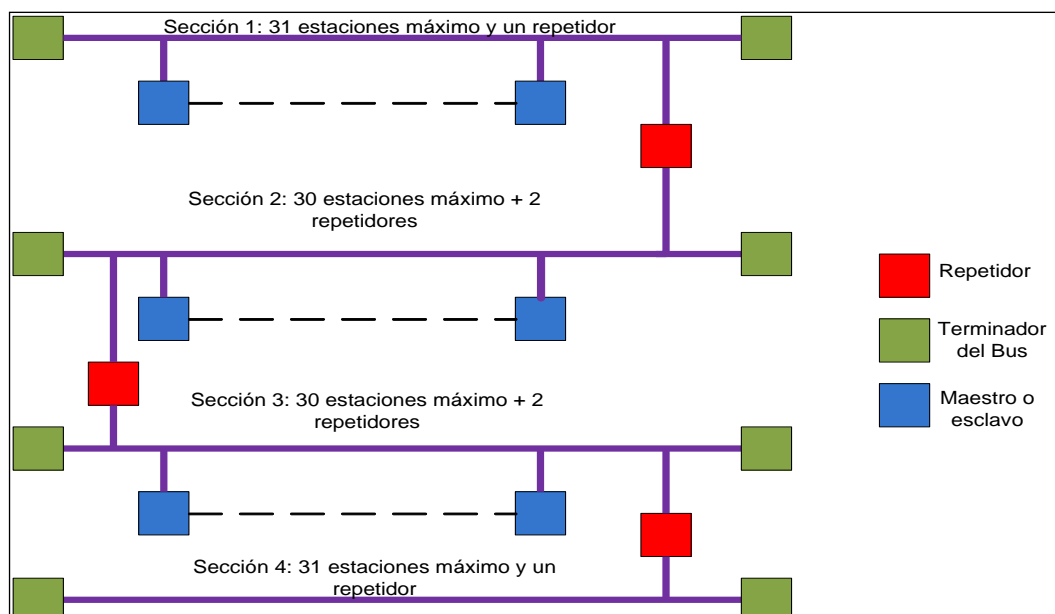 Sección 1: 31 estaciones máximo y un repetidor
Sección 2: 30 estaciones máximo + 2
repetidores
Repetidor
Terminador
del Bus
Sección 3: 30 estaciones máximo + 2
repetidores
Maestro o
esclavo
Sección 4: 31 estaciones máximo y un
repetidor